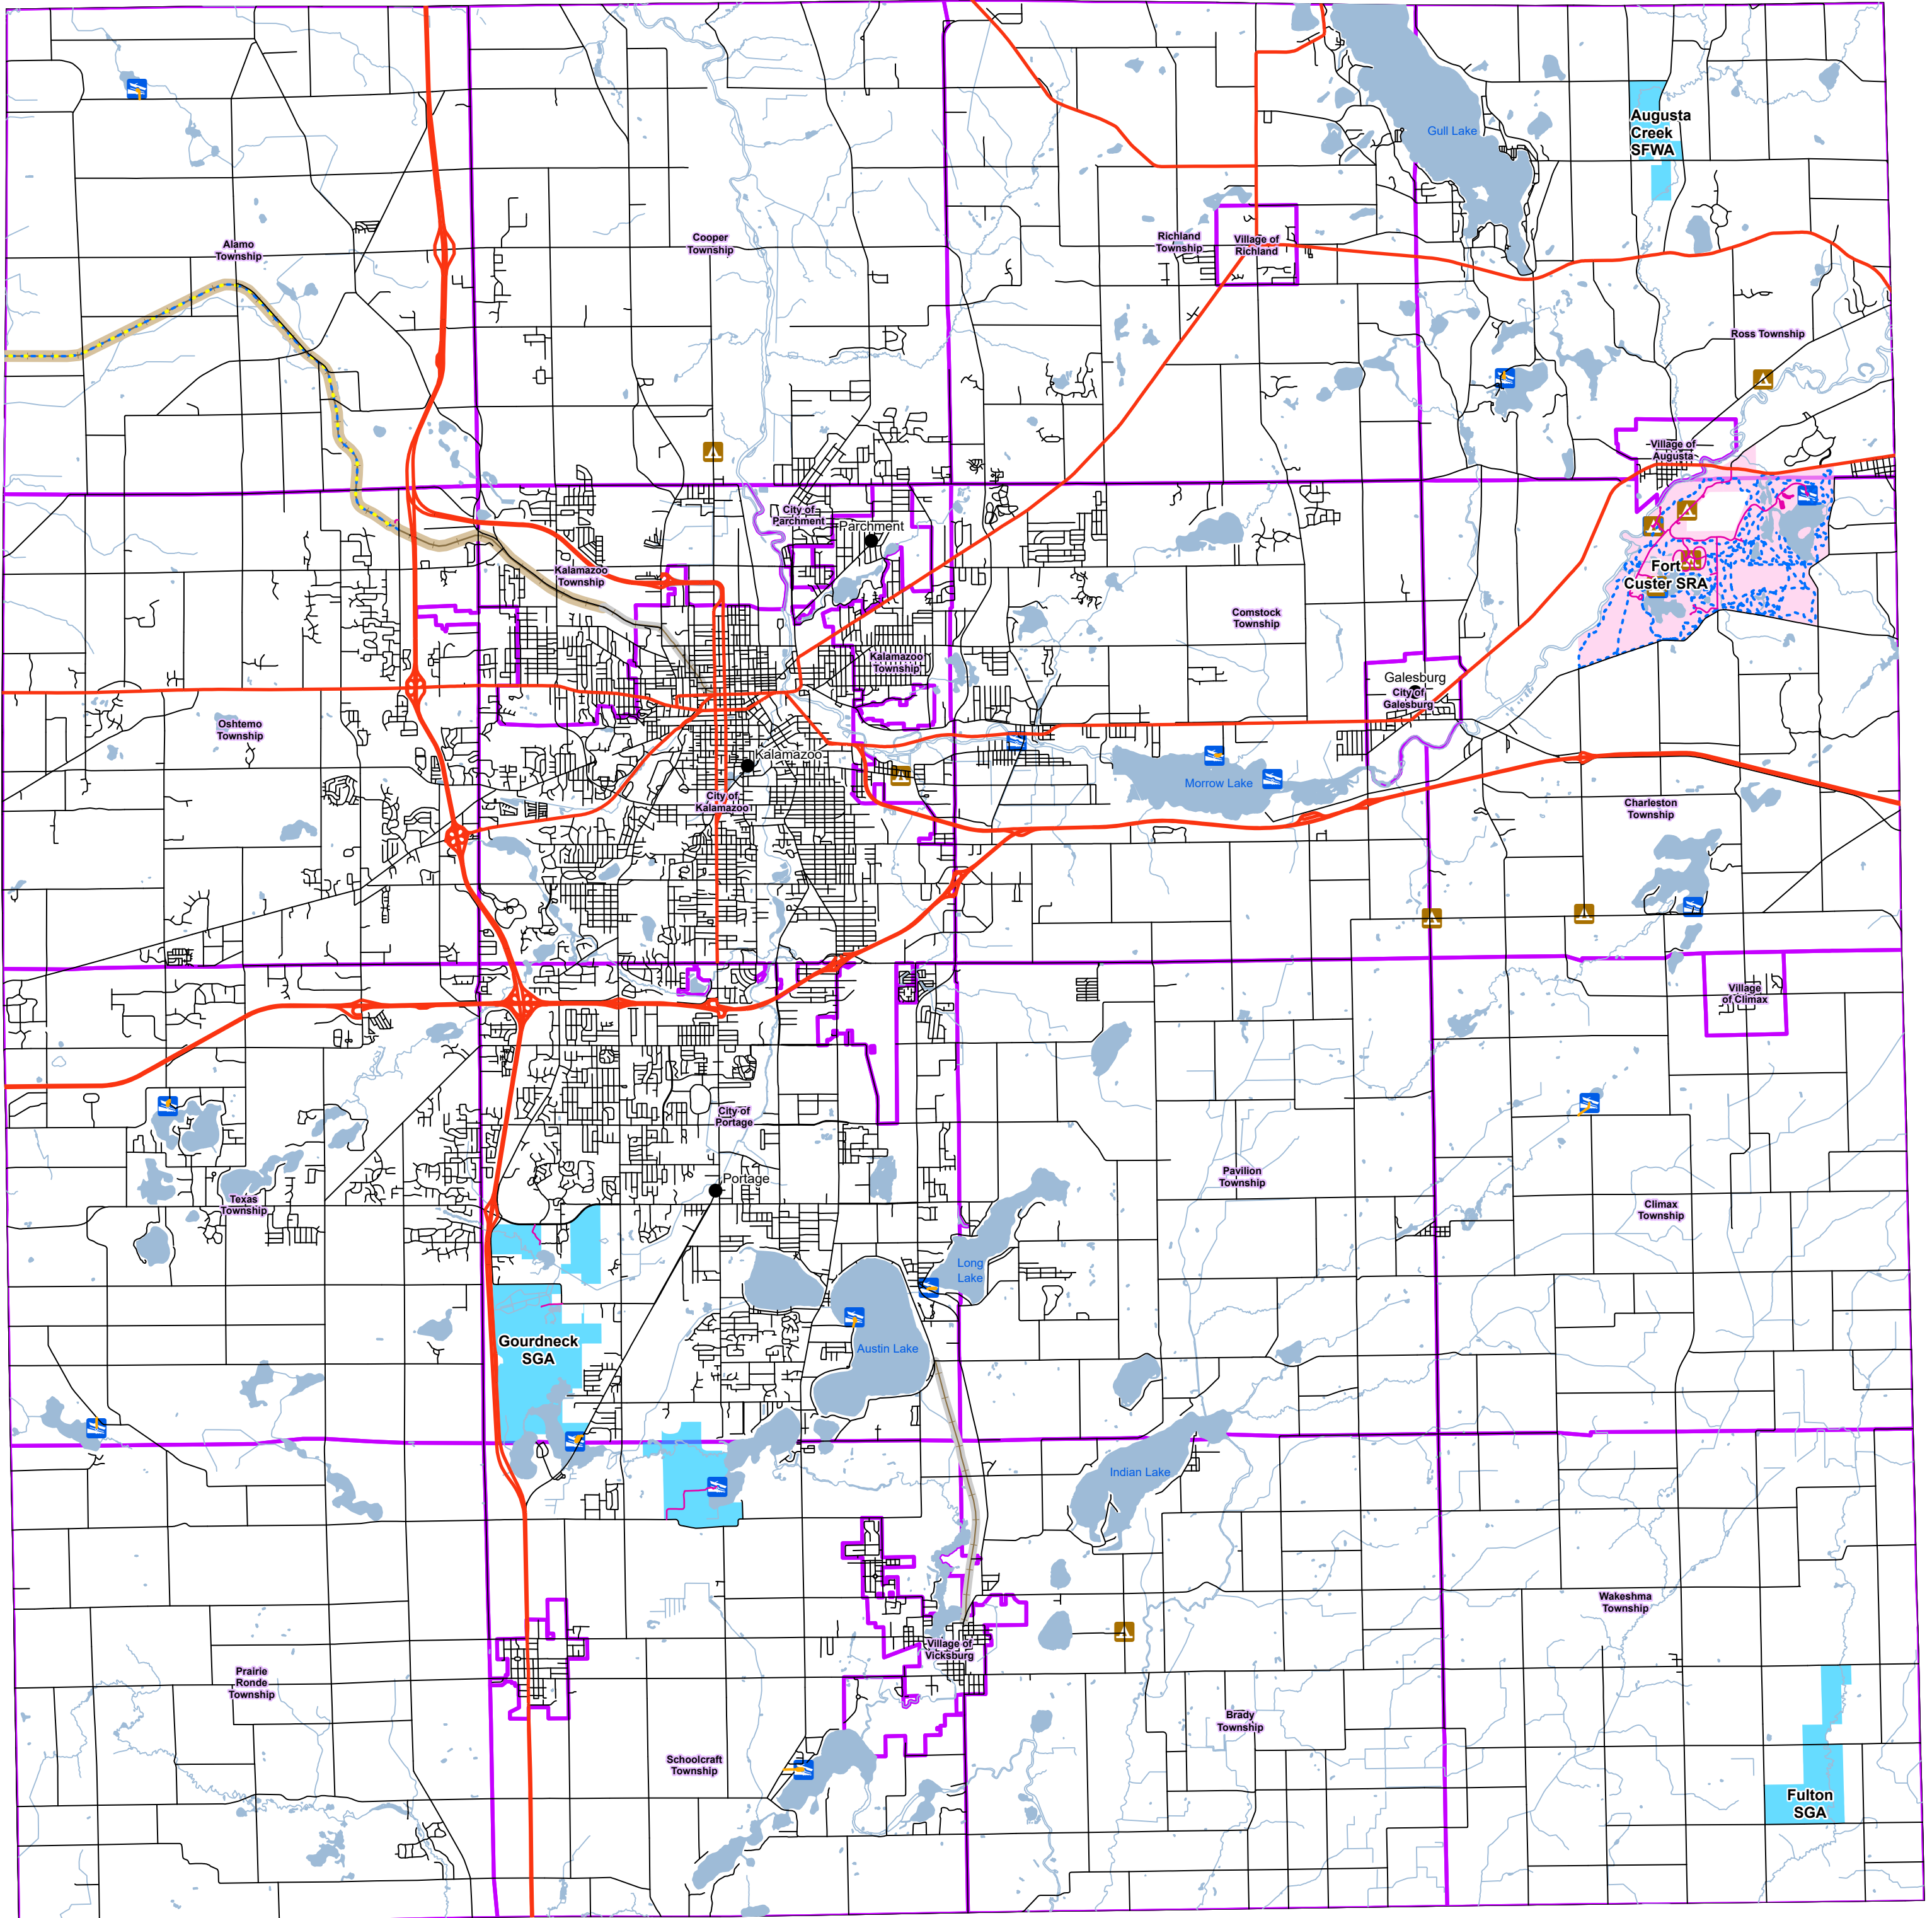 Gull Lake
Augusta
Creek
SFWA
Alamo
Township
Cooper
Township
Richland
Township
Village of
Richland
Ross Township
Village of
Augusta
City of
Parchment
Parchment
Kalamazoo
Township
Fort
Custer SRA
Comstock
Township
Kalamazoo
Township
Galesburg
City of
Galesburg
Oshtemo
Township
Kalamazoo
City of
Kalamazoo
Morrow Lake
Charleston
Township
Village
of Climax
City of
Portage
Portage
Pavilion
Township
Texas
Township
Climax
Township
Long
Lake
Gourdneck
SGA
Austin Lake
Indian Lake
Wakeshma
Township
Village of
Vicksburg
Prairie
Ronde
Township
Brady
Township
Schoolcraft
Township
Fulton
SGA